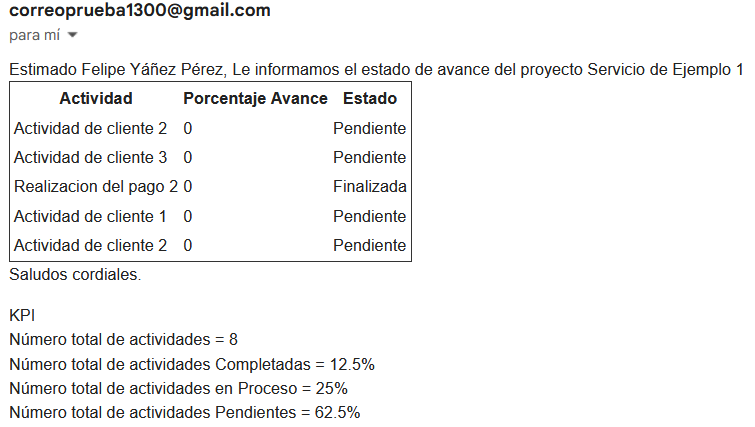 correoprueba1300@gmail.com
para mí
Estimado Felipe Yáñez Pérez, Le informamos el estado de avance del proyecto Servicio de Ejemplo 1
Actividad Porcentaje Avance Estado
Actividad de cliente 2 0 Pendiente
Actividad de cliente 3 0 Pendiente
Realizacion del pago 2 0 Finalizada
Actividad de cliente 1 0 Pendiente
Actividad de cliente 2 0 Pendiente
Saludos cordiales.
KPI
Número total de actividades = 8
Número total de actividades Completadas = 12.5%
Número total de actividades en Proceso = 25%
Número total de actividades Pendientes = 62.5%